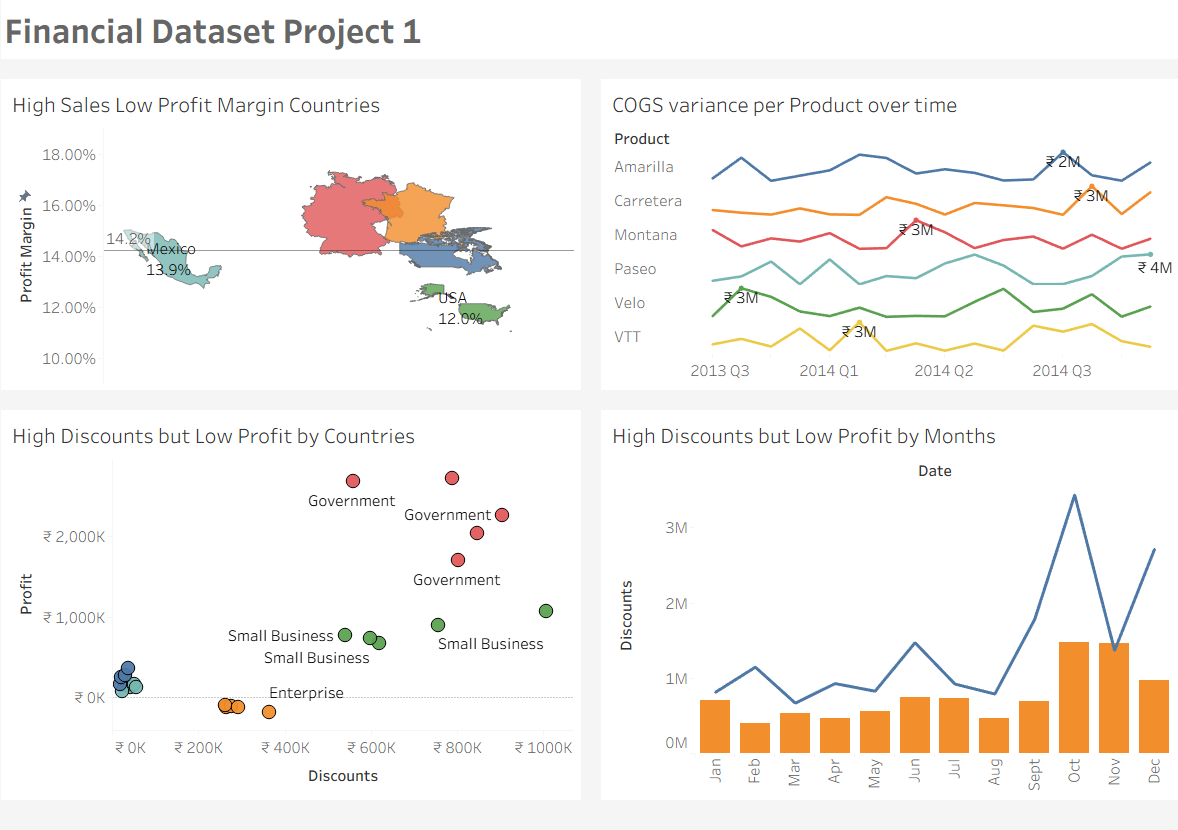 Financial Dataset Project 1
High Sales Low Profit Margin Countries
Profit Margin
18.00%
16.00%
14.00%
12.00%
10.00%
14.2%
Mexico
13.9%
USA
12.0%
COGS variance per Product over time
Product
Amarilla
₹ 2M
Carretera
₹ 3M
Montana
₹ 3M
Paseo
₹ 4M
Velo
₹ 3M
VTT
₹ 3M
2013 Q3 2014 Q1 2014 Q2 2014 Q3
High Discounts but Low Profit by Countries
Profit
₹ 2,000K
₹ 1,000K
₹ 0K
Government
Government
Government
Small Business
Small Business
Small Business
Enterprise
₹ 0K ₹ 200K ₹ 400K ₹ 600K ₹ 800K ₹ 1000K
Discounts
High Discounts but Low Profit by Months
Date
Discounts
3M
2M
1M
0M
Jan Feb Mar Apr May Jun Jul Aug Sept Oct Nov Dec